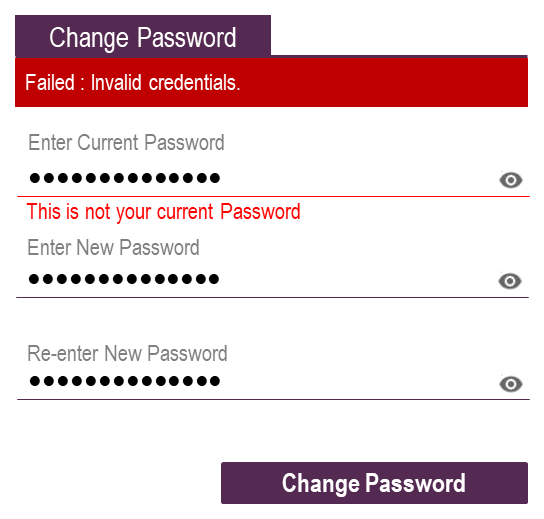 Change Password
Failed : Invalid credentials.
Enter Current Password
••••••••••••••
This is not your current Password
Enter New Password
••••••••••••••
Re-enter New Password
••••••••••••••
Change Password